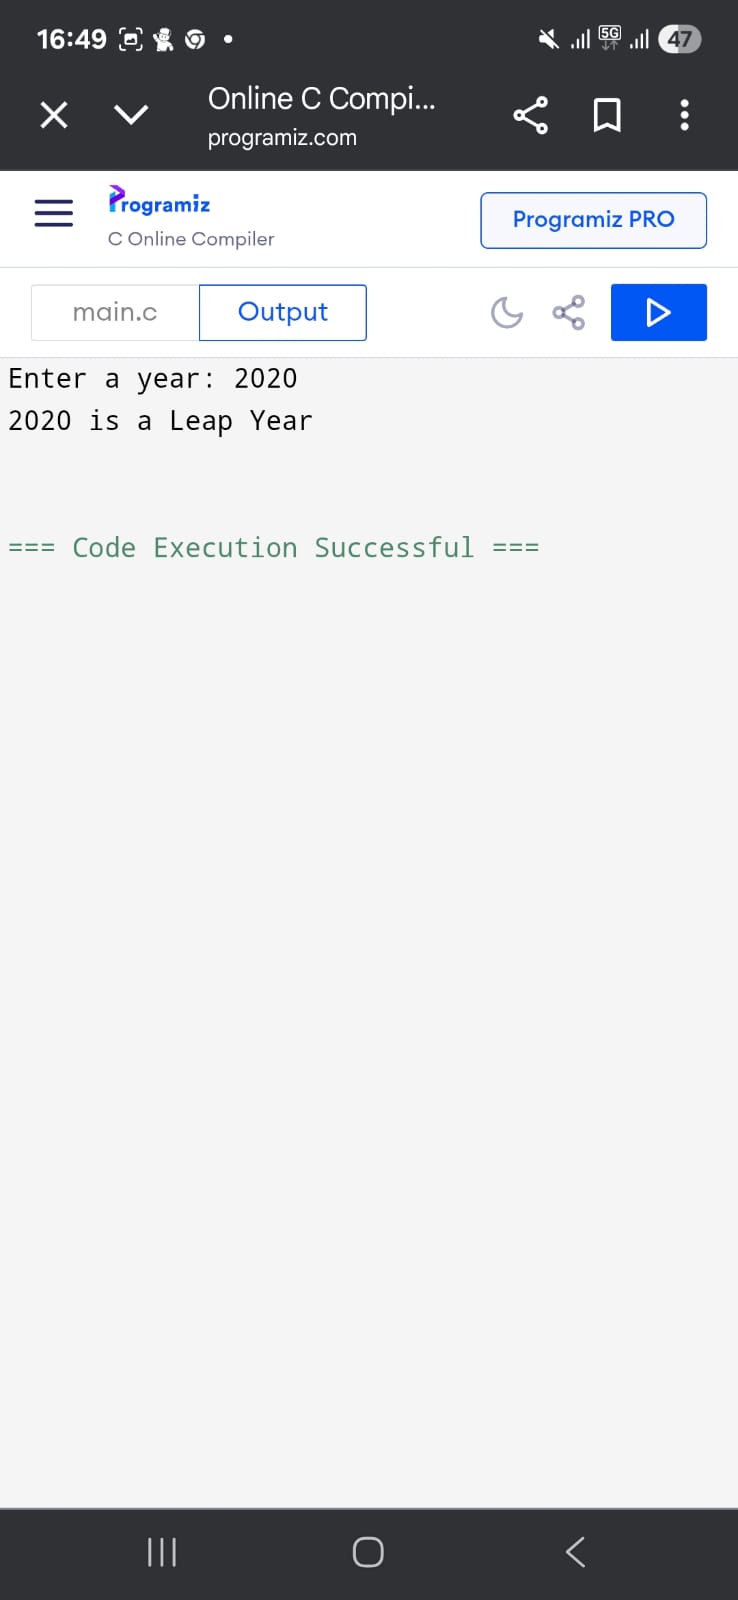 16:49
5G
47
Online C Compi...
programiz.com
Programiz
C Online Compiler
Programiz PRO
main.c
Output
Enter a year: 2020
2020 is a Leap Year
=== Code Execution Successful ===